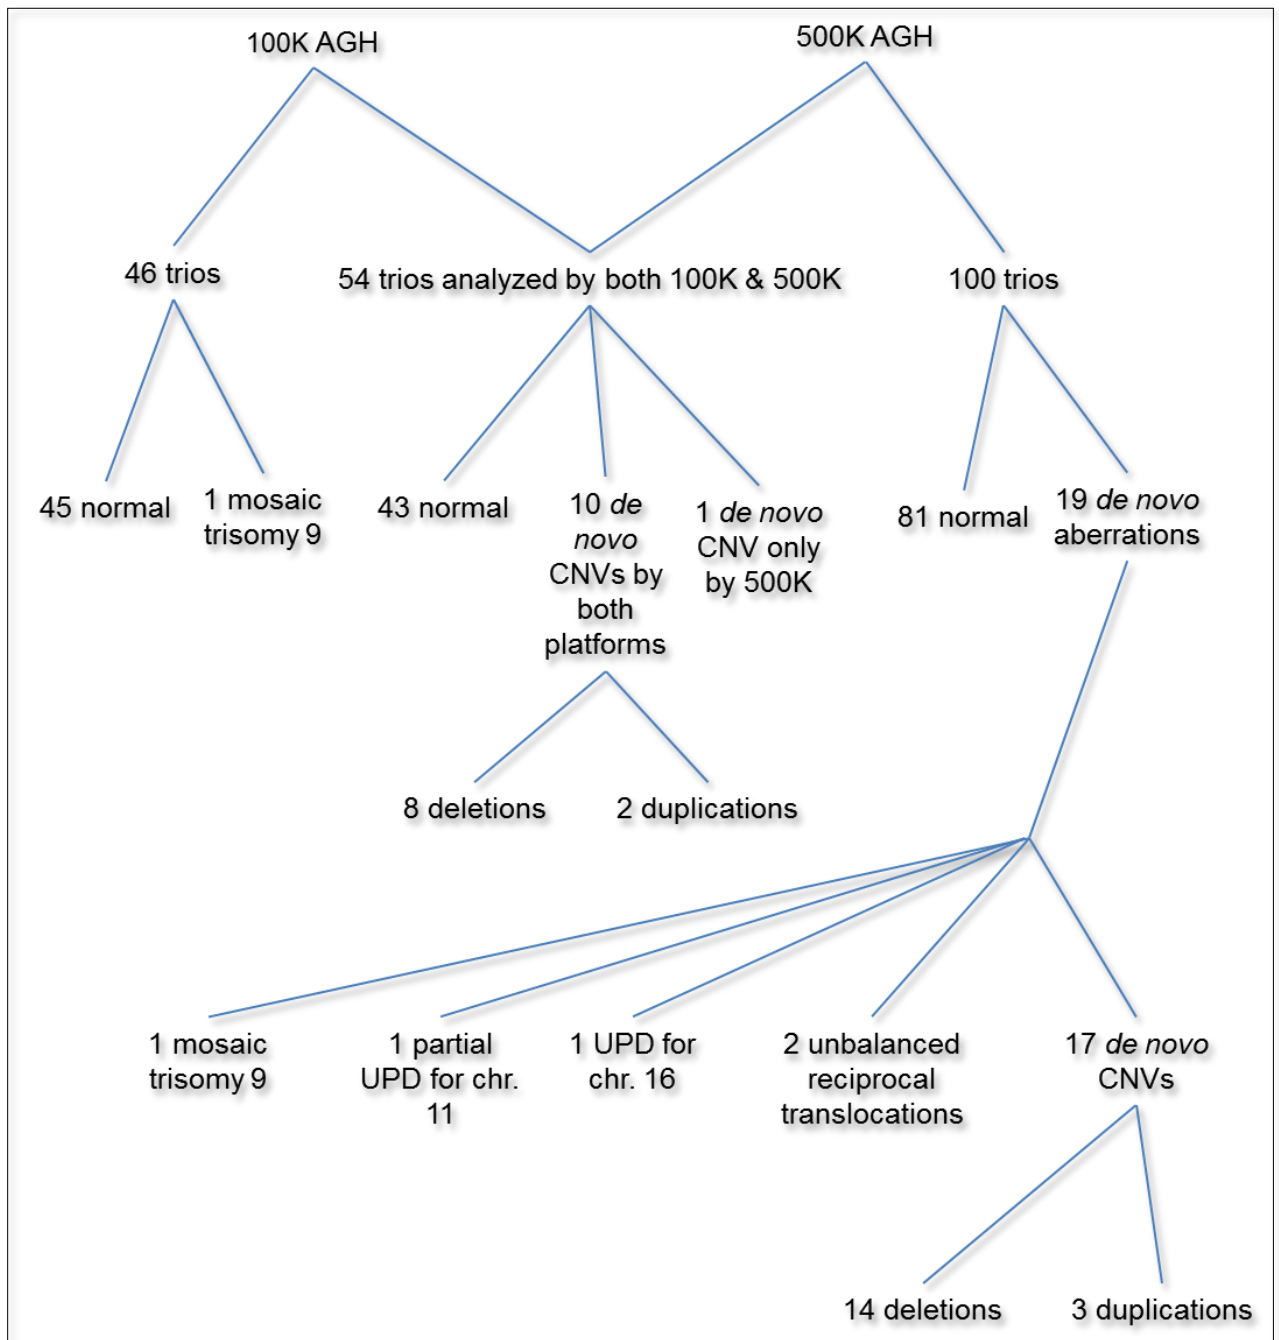 100K AGH
500K AGH
46 trios
54 trios analyzed by both 100K & 500K
100 trios
45 normal
1 mosaic
trisomy 9
43 normal
10 de
novo
CNVs by
both
platforms
1 de novo
CNV only
by 500K
81 normal
19 de novo
aberrations
8 deletions
2 duplications
1 mosaic
trisomy 9
1 partial
UPD for chr.
11
1 UPD for
chr. 16
2 unbalanced
reciprocal
translocations
17 de novo
CNVs
14 deletions
3 duplications